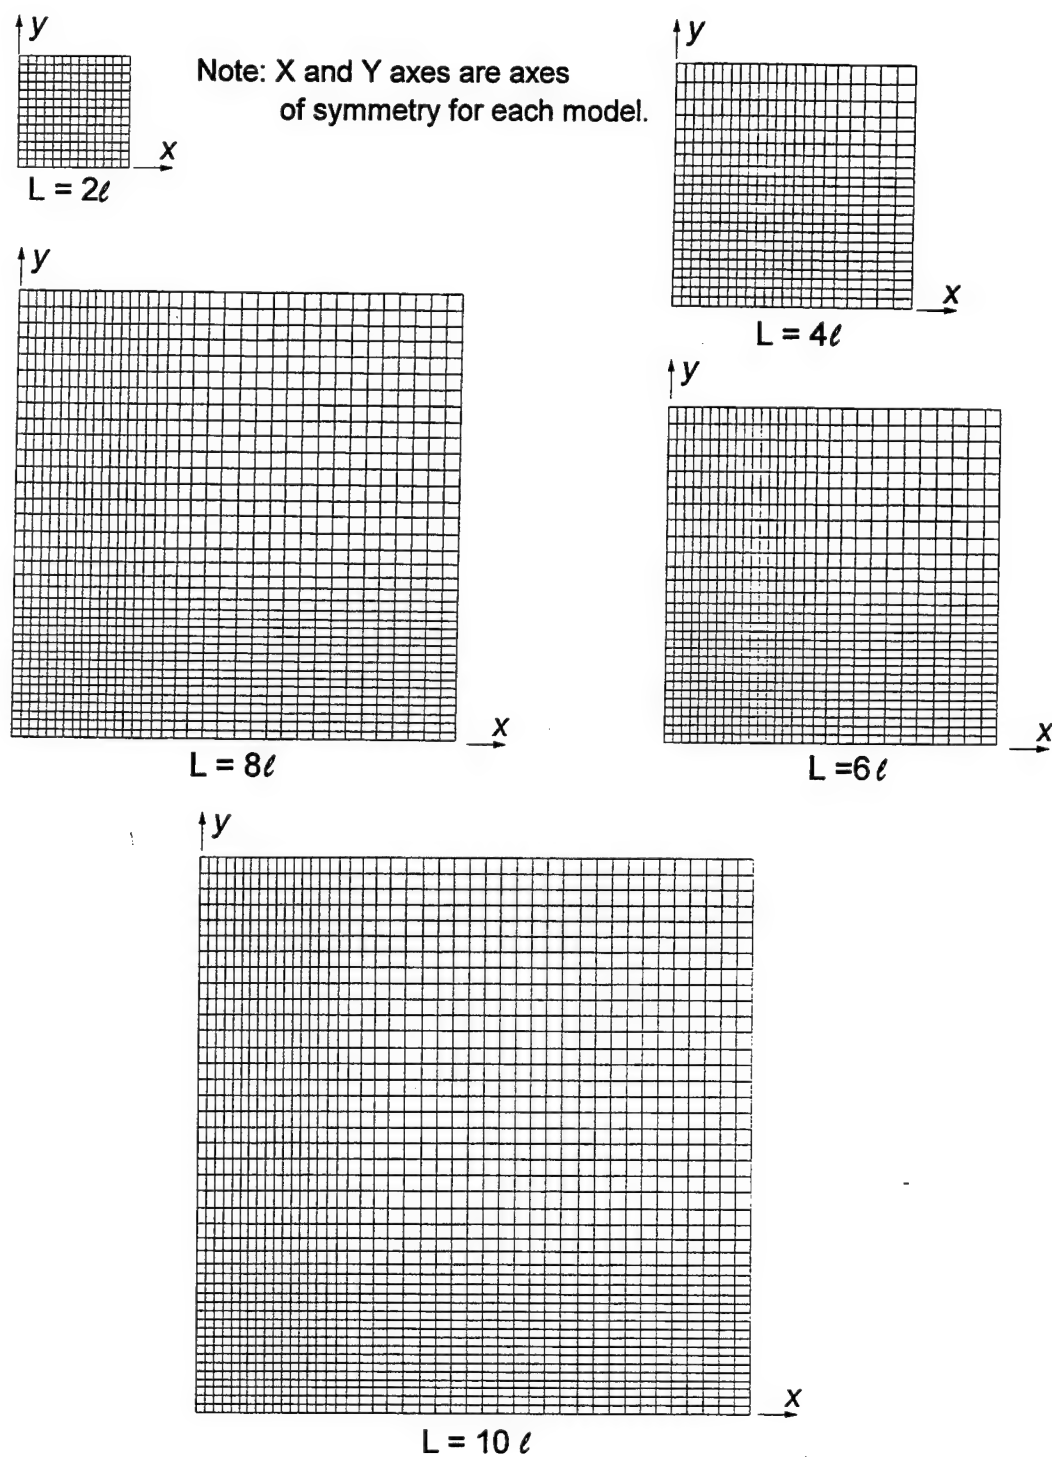 y
Note: X and Y axes are axes
of symmetry for each model.
x
L = 2ℓ
y
x
L = 4ℓ
y
x
L = 8ℓ
y
x
L =6ℓ
y
x
L = 10 ℓ